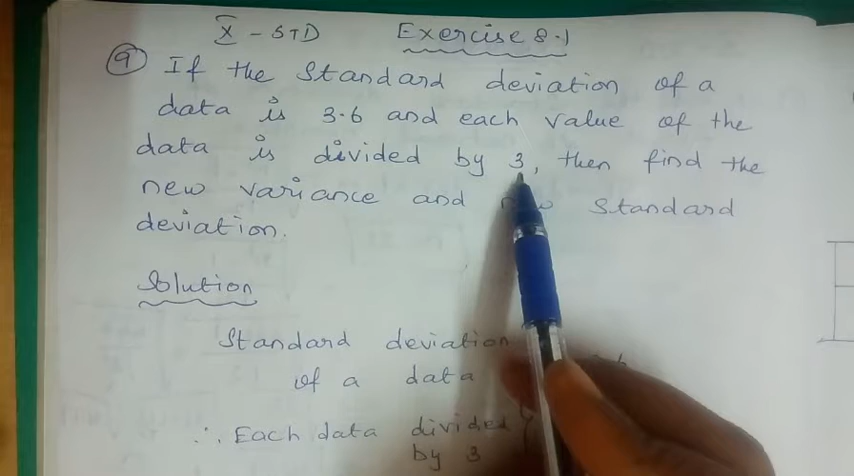 X - STD Exercise 8.1
9 If the standard deviation of a
data is 3.6 and each value of the
data is divided by 3, then find the
new variance and standard
deviation.
Solution
Standard deviation
of a data
∴ Each data divided
by 3